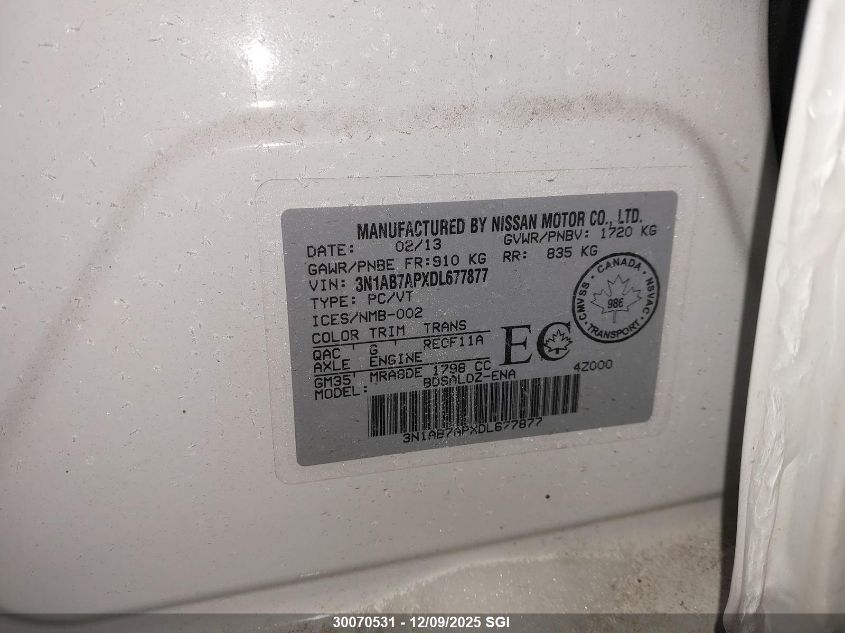 MANUFACTURED BY NISSAN MOTOR CO., LTD.
DATE: 02/13 GVWR/PNBV: 1720 KG
GAWR/PNBE FR:910 KG RR: 835 KG
VIN: 3N1AB7APXDL677877
TYPE: PC/VT
ICES/NMB-002
COLOR TRIM TRANS
QAC G RECF11A
AXLE ENGINE
GM35 MRA8DE 1798 CC
MODEL: BDSALDZ-ENA
EC
4Z000
CANADA
CMVSS NSVAC
986
TRANSPORT
3N1AB7APXDL677877
30070531 - 12/09/2025 SGI